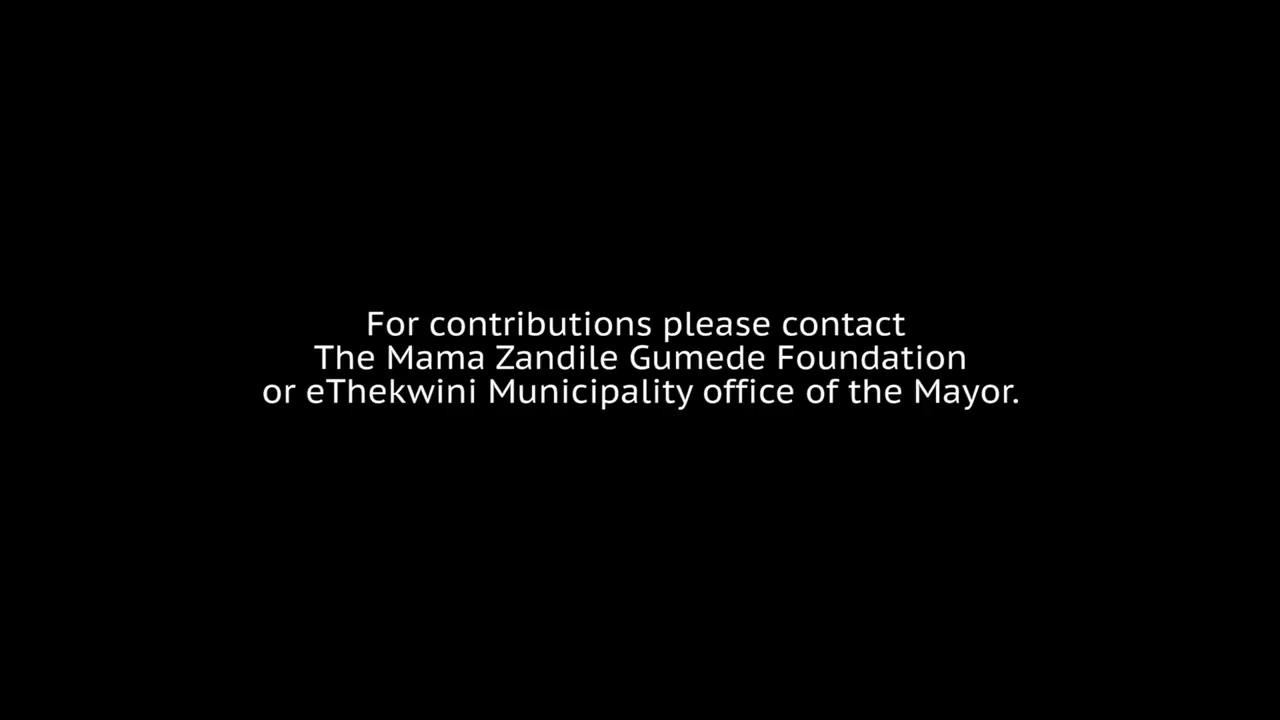 For contributions please contact
The Mama Zandile Gumede Foundation
or eThekwini Municipality office of the Mayor.